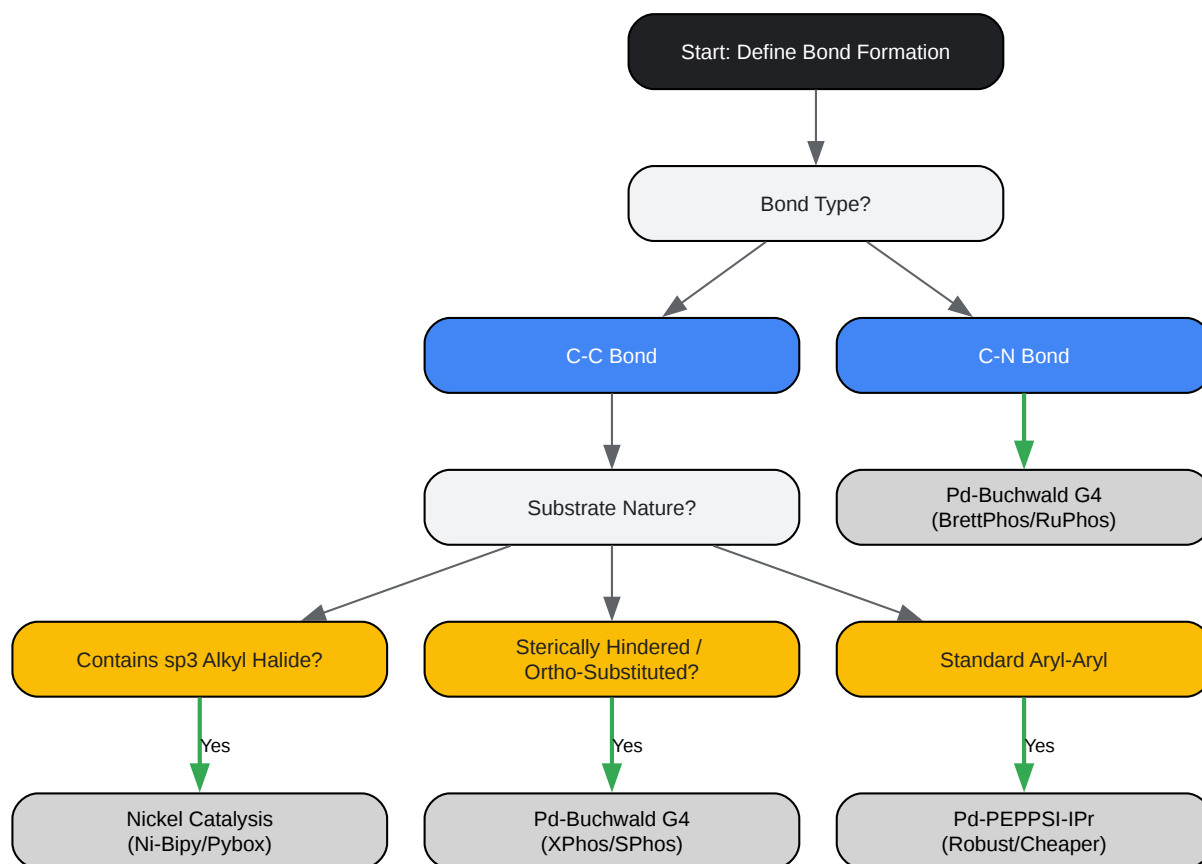 Start: Define Bond Formation
Bond Type?
C-C Bond
C-N Bond
Substrate Nature?
Pd-Buchwald G4
(BrettPhos/RuPhos)
Contains sp3 Alkyl Halide?
Sterically Hindered /
Ortho-Substituted?
Standard Aryl-Aryl
Yes
Yes
Yes
Nickel Catalysis
(Ni-Bipy/Pybox)
Pd-Buchwald G4
(XPhos/SPhos)
Pd-PEPPSI-IPr
(Robust/Cheaper)